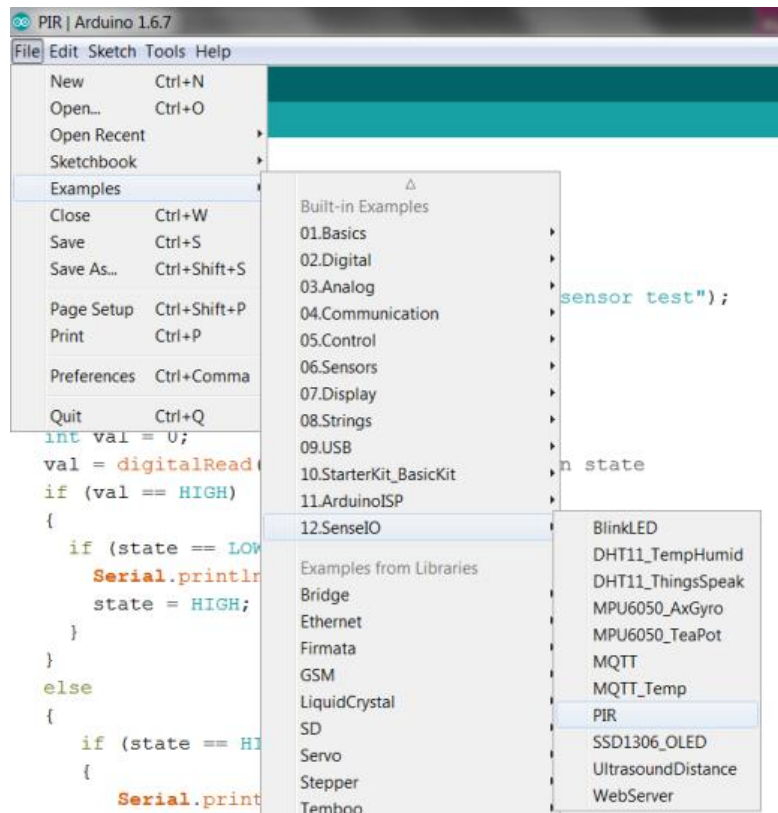 PIR | Arduino 1.6.7
File Edit Sketch Tools Help
New Ctrl+N
Open... Ctrl+O
Open Recent
Sketchbook
Examples
Close Ctrl+W
Save Ctrl+S
Save As... Ctrl+Shift+S
Page Setup Ctrl+Shift+P
Print Ctrl+P
Preferences Ctrl+Comma
Quit Ctrl+Q
Built-in Examples
01.Basics
02.Digital
03.Analog
04.Communication
05.Control
06.Sensors
07.Display
08.Strings
09.USB
10.StarterKit_BasicKit
11.ArduinoISP
12.SenseIO
Examples from Libraries
Bridge
Ethernet
Firmata
GSM
LiquidCrystal
SD
Servo
Stepper
Temboo
BlinkLED
DHT11_TempHumid
DHT11_ThingsSpeak
MPU6050_AxGyro
MPU6050_TeaPot
MQTT
MQTT_Temp
PIR
SSD1306_OLED
UltrasoundDistance
WebServer
sensor test");
int val = 0;
val = digitalRead( n state
if (val == HIGH)
{
if (state == LOW
Serial.println
state = HIGH;
}
}
else
{
if (state == HI
{
Serial.print